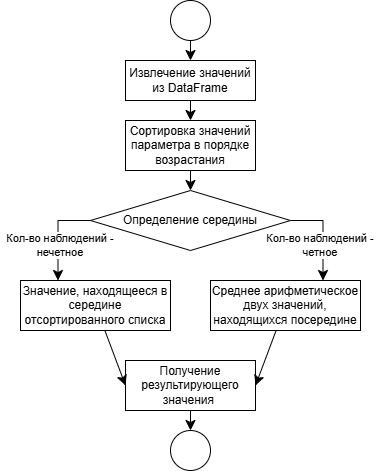 Извлечение значений
из DataFrame
Сортировка значений
параметра в порядке
возрастания
Определение середины
Кол-во наблюдений -
нечетное
Кол-во наблюдений -
четное
Значение, находящееся в
середине
отсортированного списка
Среднее арифметическое
двух значений,
находящихся посередине
Получение
результирующего
значения